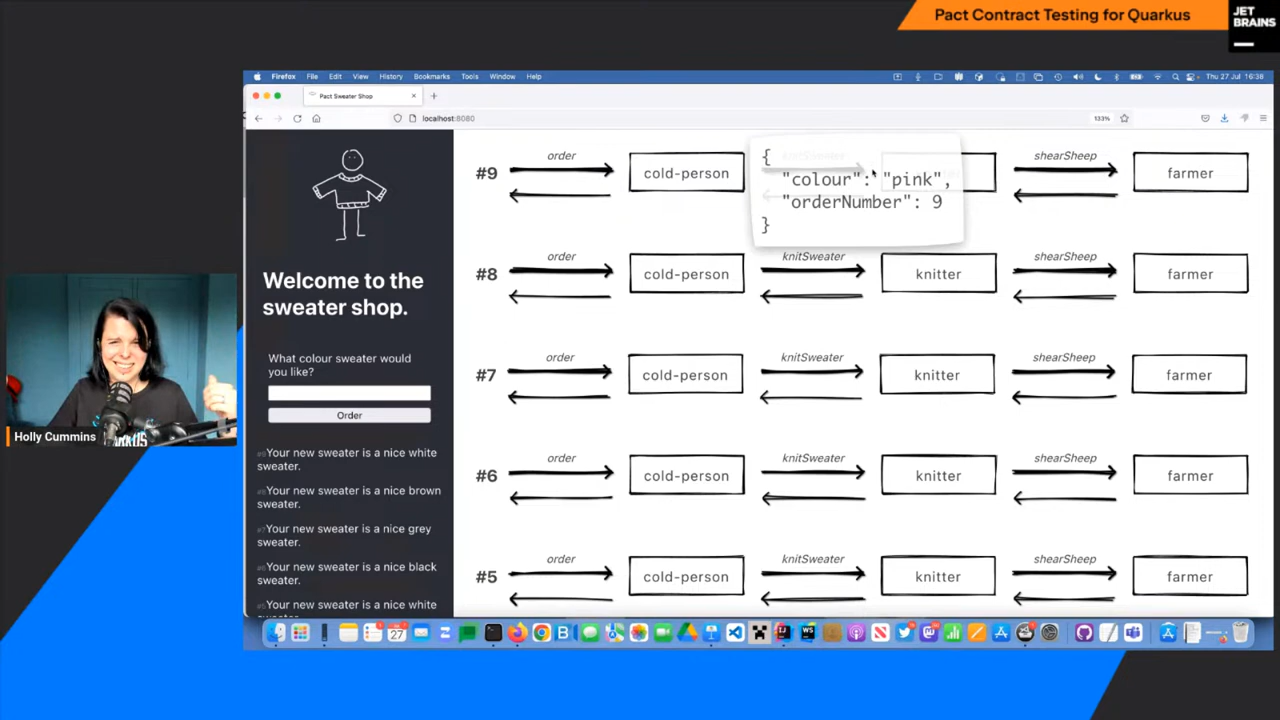 Pact Contract Testing for Quarkus
JET
BRAINS
Firefox File Edit View History Bookmarks Tools Window Help
Thu 27 Jul 16:38
Pact Sweater Shop
localhost:8080
133%
Welcome to the
sweater shop.
What colour sweater would
you like?
Order
Your new sweater is a nice white
sweater.
Your new sweater is a nice brown
sweater.
#7Your new sweater is a nice grey
sweater.
#6Your new sweater is a nice black
sweater.
#5Your new sweater is a nice white
#9
order
cold-person
knitSweater
shearSheep
farmer
{
"colour": "pink",
"orderNumber": 9
}
#8
order
cold-person
knitSweater
knitter
shearSheep
farmer
#7
order
cold-person
knitSweater
knitter
shearSheep
farmer
#6
order
cold-person
knitSweater
knitter
shearSheep
farmer
#5
order
cold-person
knitSweater
knitter
shearSheep
farmer
Holly Cummins